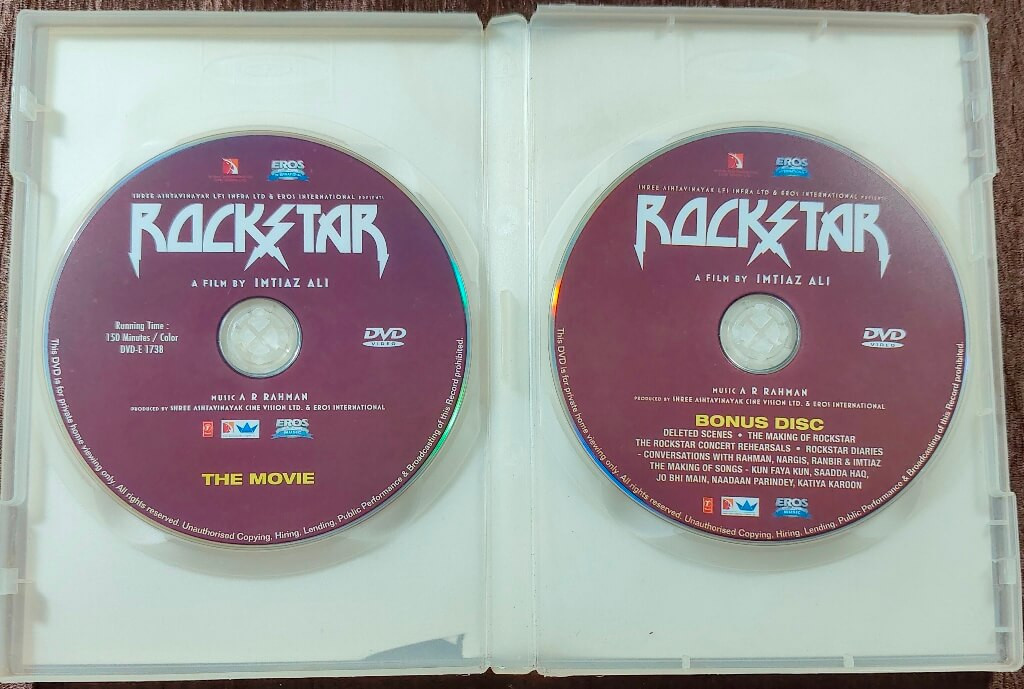 EROS
SHREE ASHTAVINAYAK LFI INFRA LTD & EROS INTERNATIONAL PRESENTS
ROCKSTAR
A FILM BY IMTIAZ ALI
Running Time :
150 Minutes / Color
DVD-E 1738
DVD
VIDEO
MUSIC A R RAHMAN
PRODUCED BY SHREE ASHTAVINAYAK CINE VISION LTD. & EROS INTERNATIONAL
T EROS
MUSIC
THE MOVIE
This DVD is for private home viewing only. All rights reserved. Unauthorised Copying, Hiring, Lending, Public Performance & Broadcasting of this Record prohibited.
EROS
SHREE ASHTAVINAYAK LFI INFRA LTD & EROS INTERNATIONAL PRESENTS
ROCKSTAR
A FILM BY IMTIAZ ALI
DVD
VIDEO
MUSIC A R RAHMAN
PRODUCED BY SHREE ASHTAVINAYAK CINE VISION LTD. & EROS INTERNATIONAL
BONUS DISC
DELETED SCENES • THE MAKING OF ROCKSTAR
THE ROCKSTAR CONCERT REHEARSALS • ROCKSTAR DIARIES
- CONVERSATIONS WITH RAHMAN, NARGIS, RANBIR & IMTIAZ
THE MAKING OF SONGS - KUN FAYA KUN, SAADDA HAQ,
JO BHI MAIN, NAADAAN PARINDEY, KATIYA KAROON
T EROS
MUSIC
This DVD is for private home viewing only. All rights reserved. Unauthorised Copying, Hiring, Lending, Public Performance & Broadcasting of this Record prohibited.